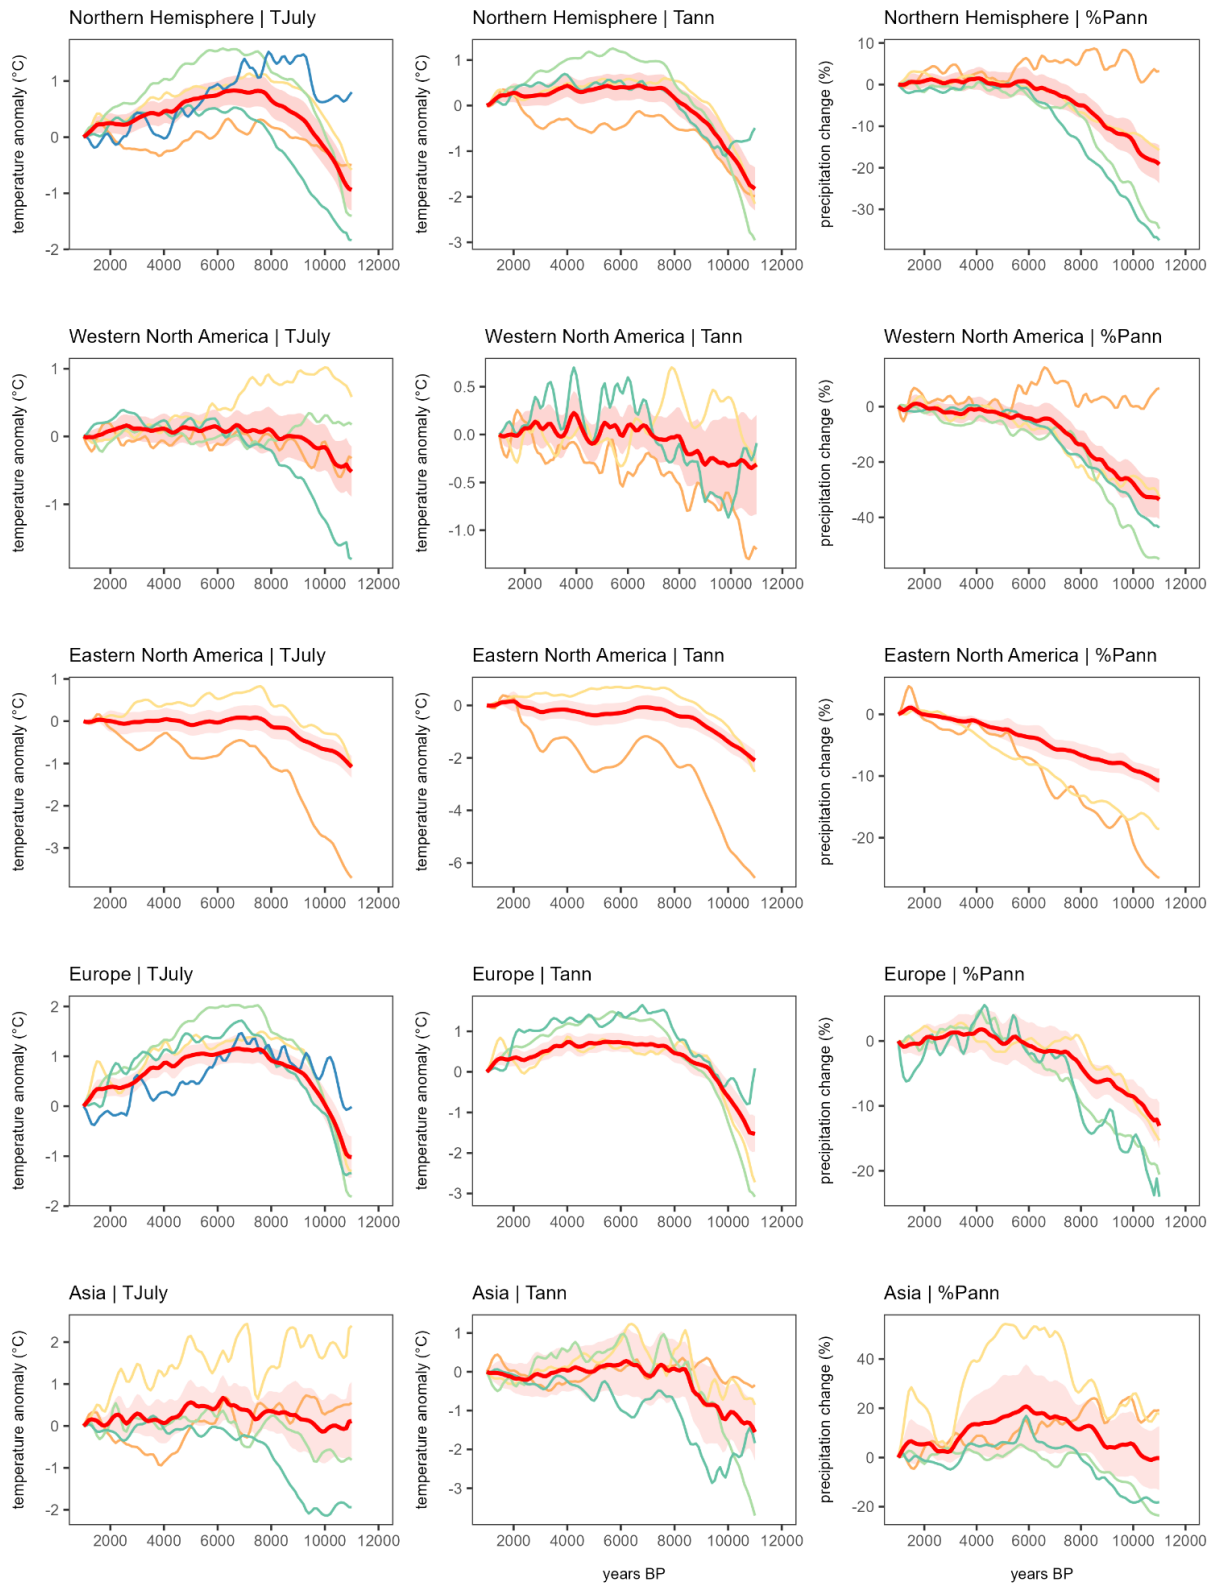 Northern Hemisphere | TJuly
temperature anomaly (°C)
1
0
-1
-2
2000 4000 6000 8000 10000 12000
Northern Hemisphere | Tann
temperature anomaly (°C)
1
0
-1
-2
-3
2000 4000 6000 8000 10000 12000
Northern Hemisphere | %Pann
precipitation change (%)
10
0
-10
-20
-30
2000 4000 6000 8000 10000 12000
Western North America | TJuly
temperature anomaly (°C)
1
0
-1
2000 4000 6000 8000 10000 12000
Western North America | Tann
temperature anomaly (°C)
0.5
0.0
-0.5
-1.0
2000 4000 6000 8000 10000 12000
Western North America | %Pann
precipitation change (%)
0
-20
-40
2000 4000 6000 8000 10000 12000
Eastern North America | TJuly
temperature anomaly (°C)
1
0
-1
-2
-3
2000 4000 6000 8000 10000 12000
Eastern North America | Tann
temperature anomaly (°C)
0
-2
-4
-6
2000 4000 6000 8000 10000 12000
Eastern North America | %Pann
precipitation change (%)
0
-10
-20
2000 4000 6000 8000 10000 12000
Europe | TJuly
temperature anomaly (°C)
2
1
0
-1
-2
2000 4000 6000 8000 10000 12000
Europe | Tann
temperature anomaly (°C)
1
0
-1
-2
-3
2000 4000 6000 8000 10000 12000
Europe | %Pann
precipitation change (%)
0
-10
-20
2000 4000 6000 8000 10000 12000
Asia | TJuly
temperature anomaly (°C)
2
1
0
-1
-2
2000 4000 6000 8000 10000 12000
Asia | Tann
temperature anomaly (°C)
1
0
-1
-2
-3
2000 4000 6000 8000 10000 12000
years BP
Asia | %Pann
precipitation change (%)
40
20
0
-20
2000 4000 6000 8000 10000 12000
years BP